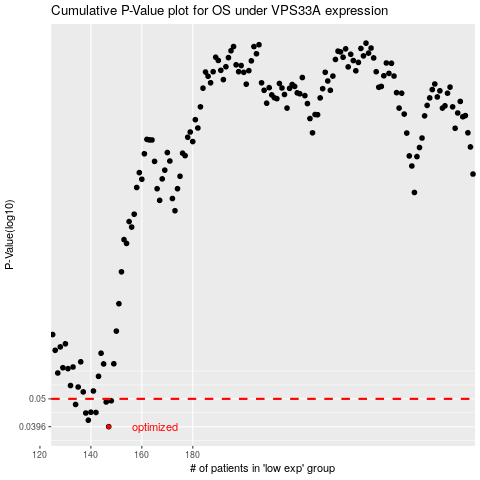 Cumulative P-Value plot for OS under VPS33A expression
P-Value(log10)
0.05
0.0396
optimized
120 140 160 180
# of patients in 'low exp' group